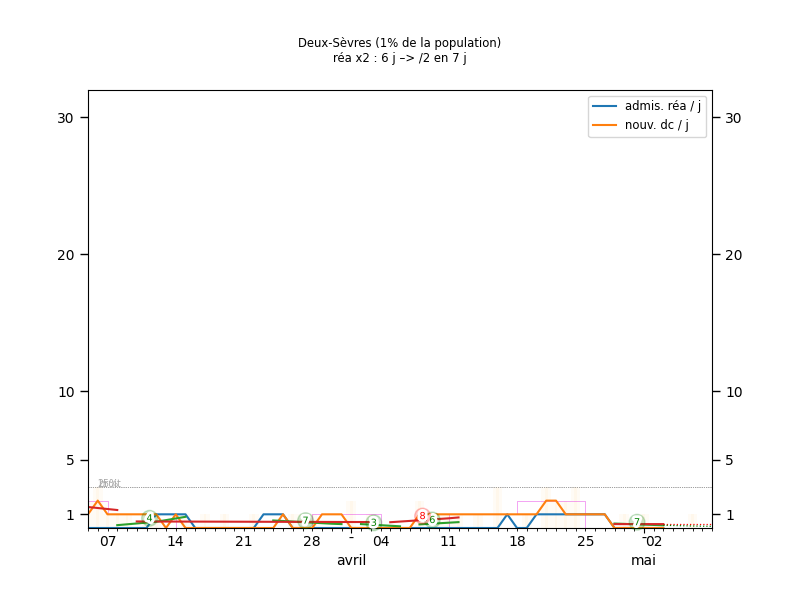 Deux-Sèvres (1% de la population)
réa x2 : 6 j –> /2 en 7 j
admis. réa / j
nouv. dc / j
30 30
20 20
10 10
5 5
1 1
4 7 3 8 6 7
07 14 21 28 - 04 11 18 25 -02
avril mai